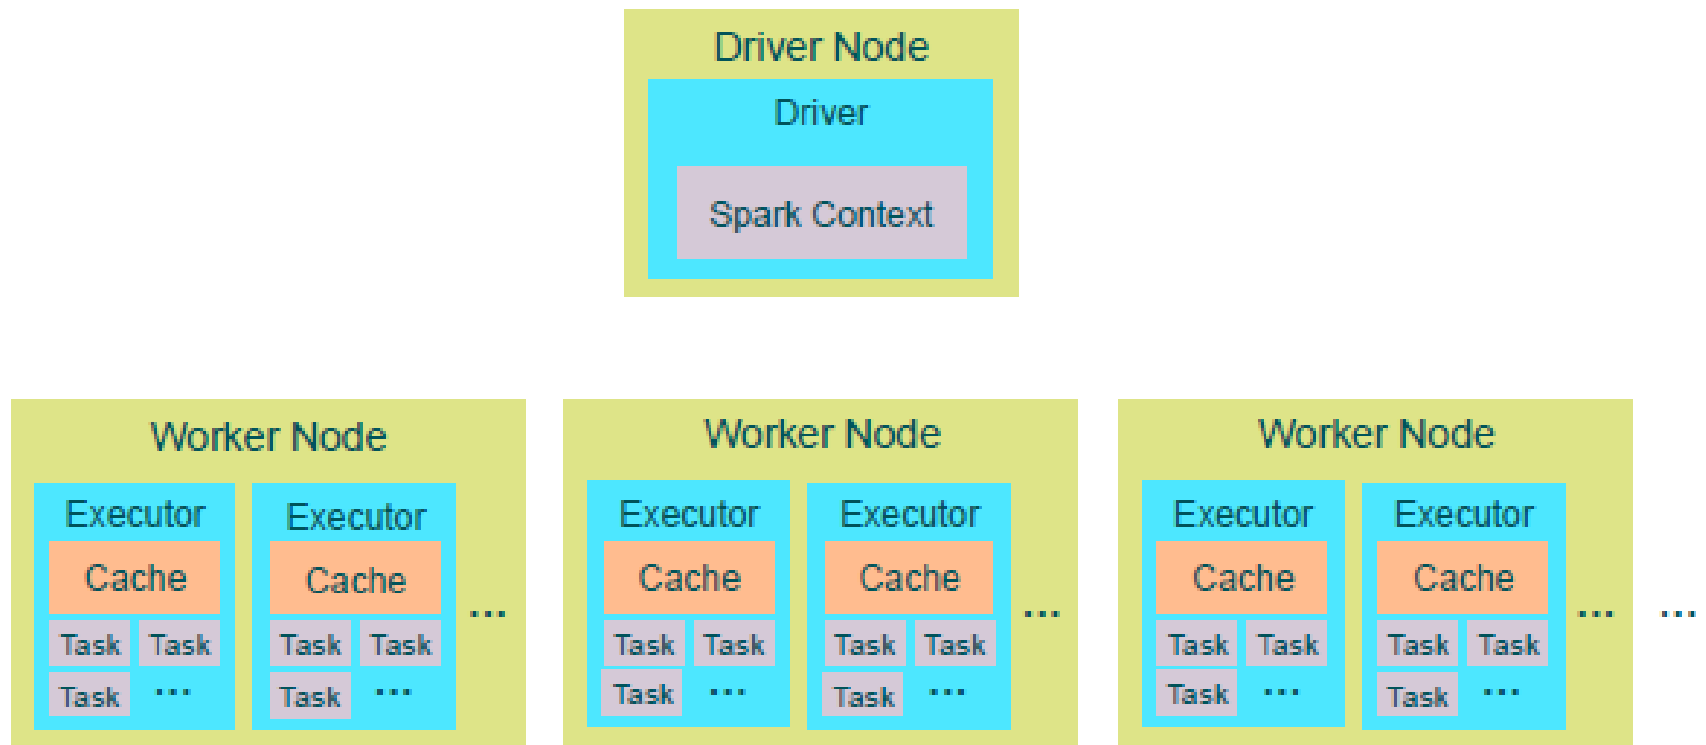 Driver Node
Driver
Spark Context
Worker Node
Executor
Cache
Task Task
Task ...
Executor
Cache
Task Task
Task ...
...
Worker Node
Executor
Cache
Task Task
Task ...
Executor
Cache
Task Task
Task ...
...
Worker Node
Executor
Cache
Task Task
Task ...
Executor
Cache
Task Task
Task ...
...
...